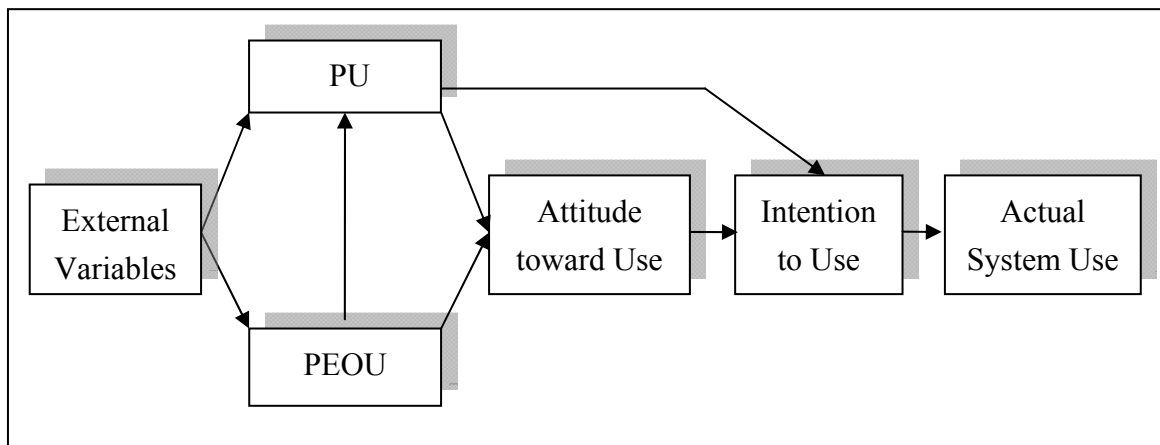 PU
External
Variables
PEOU
Attitude
toward Use
Intention
to Use
Actual
System Use